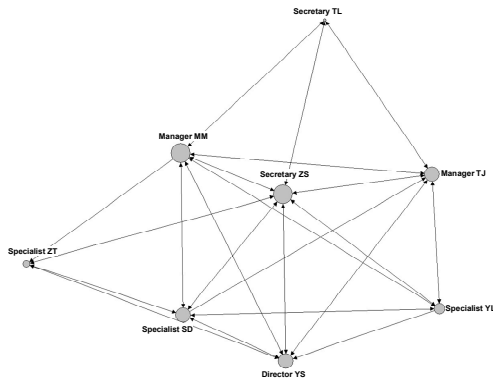 Secretary TL
Manager MM
Secretary ZS
Manager TJ
Specialist ZT
Specialist YL
Specialist SD
Director YS